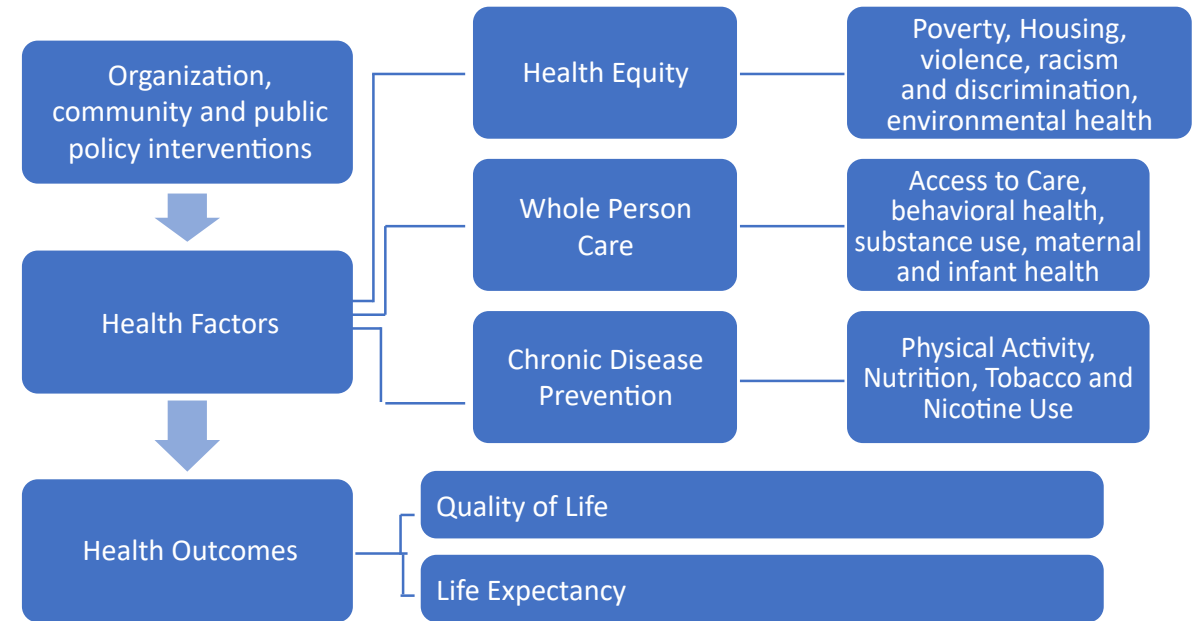 Organization,
community and public
policy interventions
Health Factors
Health Outcomes
Health Equity
Whole Person
Care
Chronic Disease
Prevention
Poverty, Housing,
violence, racism
and discrimination,
environmental health
Access to Care,
behavioral health,
substance use, maternal
and infant health
Physical Activity,
Nutrition, Tobacco and
Nicotine Use
Quality of Life
Life Expectancy